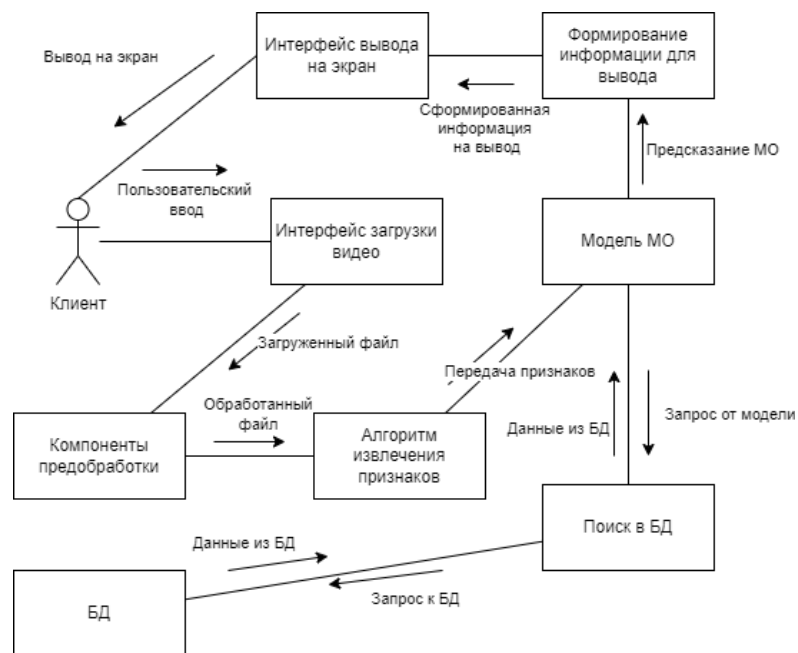 Интерфейс вывода
на экран
Формирование
информации для
вывода
Вывод на экран
Сформированная
информация
на вывод
Предсказание МО
Пользовательский
ввод
Интерфейс загрузки
видео
Модель МО
Клиент
Загруженный файл
Передача признаков
Обработанный
файл
Данные из БД
Запрос от модели
Компоненты
предобработки
Алгоритм
извлечения
признаков
Поиск в БД
Данные из БД
Запрос к БД
БД